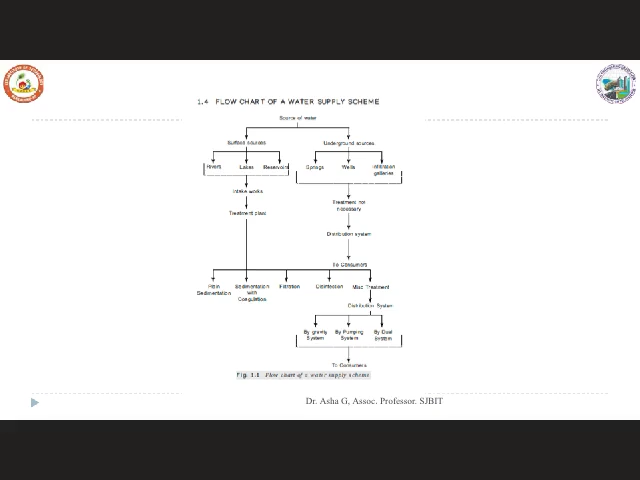 1.4 FLOW CHART OF A WATER SUPPLY SCHEME
Source of water
Surface sources
Underground sources
Rivers
Lakes
Reservoirs
Springs
Wells
Infiltration
galleries
Intake works
Treatment plant
Treatment not
necessary
Distribution system
To Consumers
Plain
Sedimentation
Sedimentation
with
Coagulation
Filtration
Disinfection
Misc Treatment
Distribution System
By gravity
System
By Pumping
System
By Dual
System
To Consumers
Fig. 1.1 Flow chart of a water supply scheme
Dr. Asha G, Assoc. Professor. SJBIT